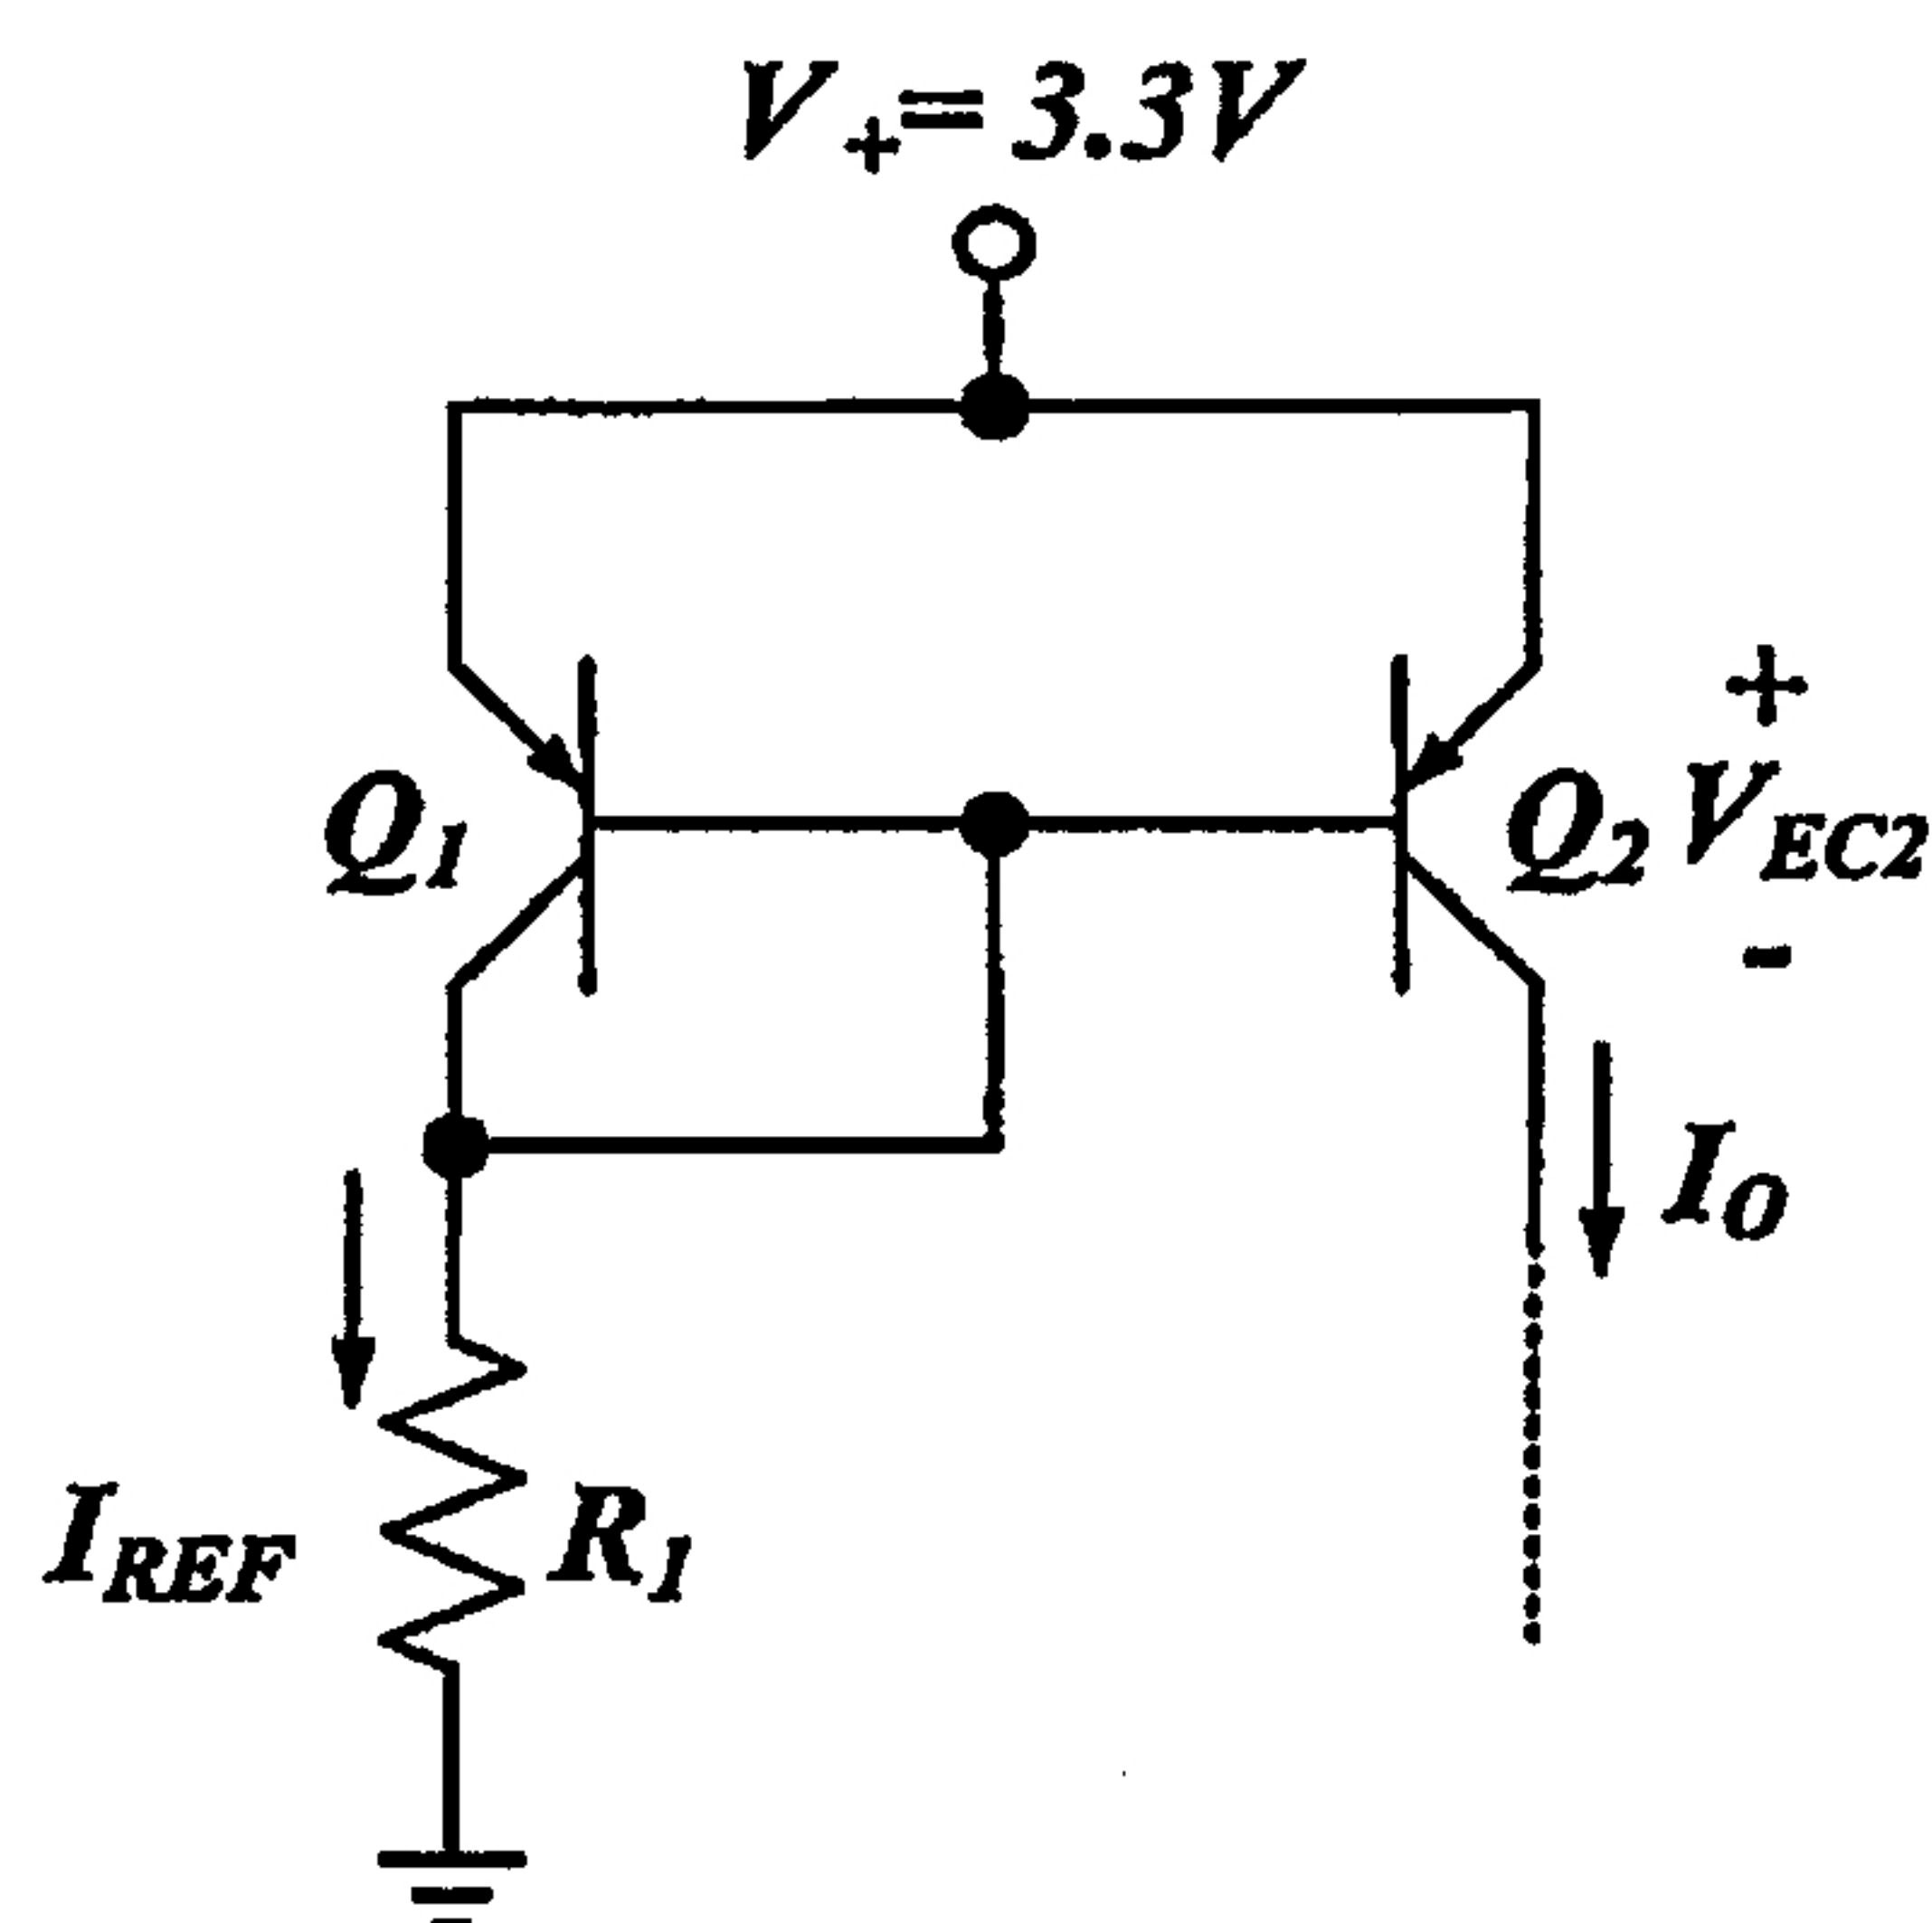 V+= 3.3V
Q1
Q2
+
VEC2
-
IO
IREF
R1